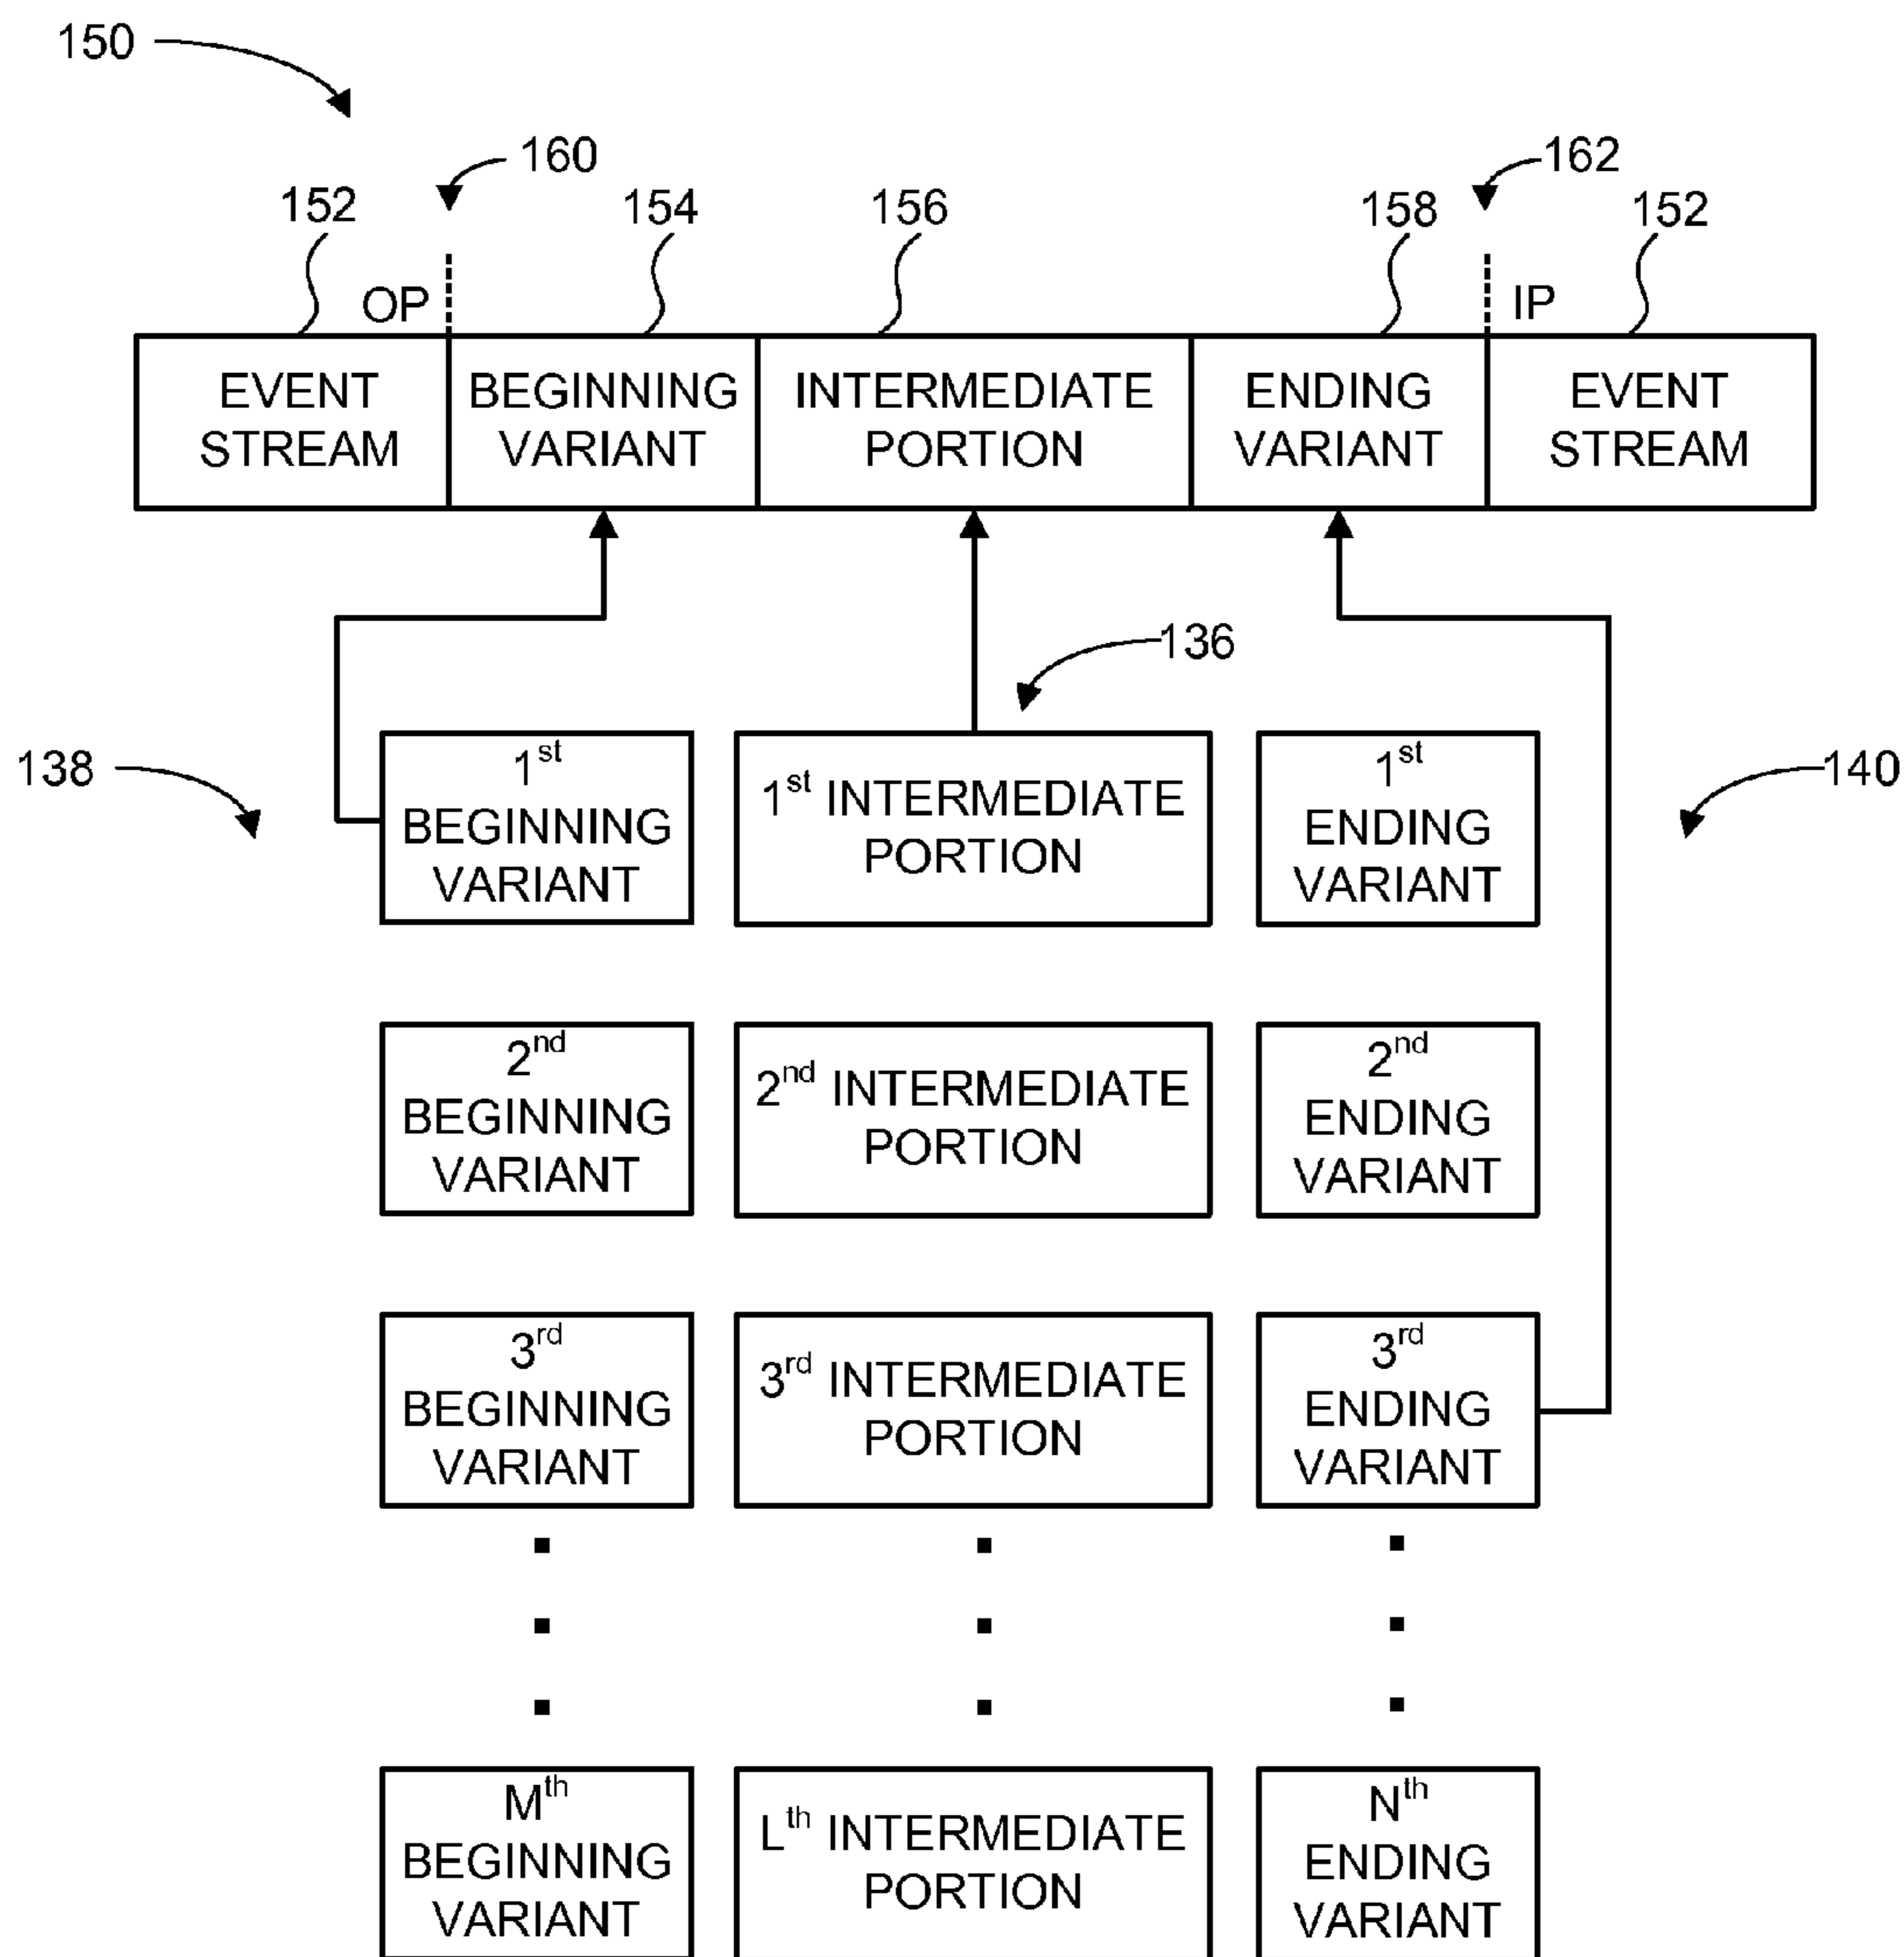 150
160
162
152
154
156
158
152
OP
IP
EVENT
STREAM
BEGINNING
VARIANT
INTERMEDIATE
PORTION
ENDING
VARIANT
EVENT
STREAM
136
138
140
1st
BEGINNING
VARIANT
1st INTERMEDIATE
PORTION
1st
ENDING
VARIANT
2nd
BEGINNING
VARIANT
2nd INTERMEDIATE
PORTION
2nd
ENDING
VARIANT
3rd
BEGINNING
VARIANT
3rd INTERMEDIATE
PORTION
3rd
ENDING
VARIANT
Mth
BEGINNING
VARIANT
Lth INTERMEDIATE
PORTION
Nth
ENDING
VARIANT